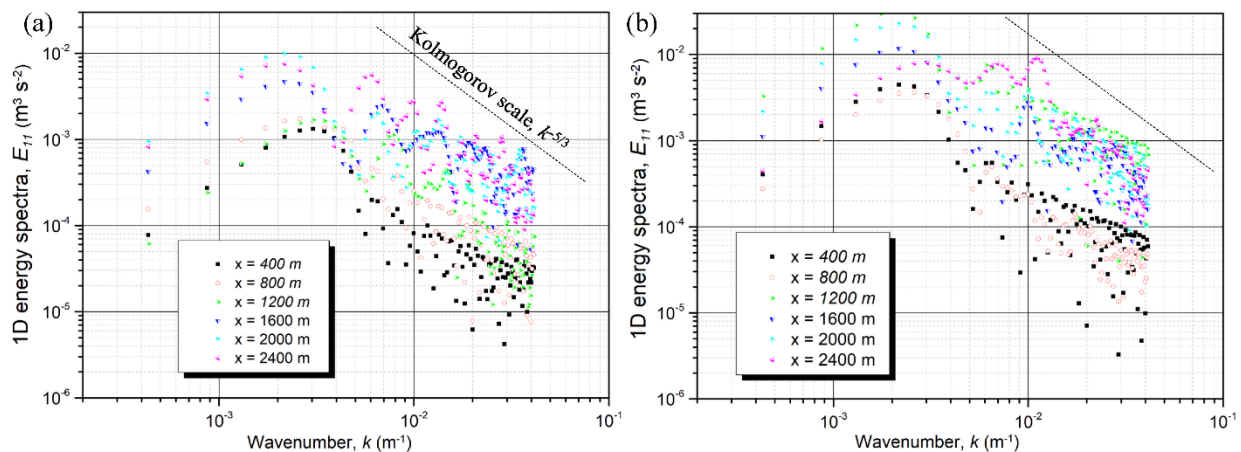 (a)
1D energy spectra, E₁₁ (m³ s⁻²)
10⁻²
10⁻³
10⁻⁴
10⁻⁵
10⁻⁶
Kolmogorov scale, k⁻⁵/³
x = 400 m
x = 800 m
x = 1200 m
x = 1600 m
x = 2000 m
x = 2400 m
10⁻³
10⁻²
10⁻¹
Wavenumber, k (m⁻¹)
(b)
1D energy spectra, E₁₁ (m³ s⁻²)
10⁻²
10⁻³
10⁻⁴
10⁻⁵
10⁻⁶
x = 400 m
x = 800 m
x = 1200 m
x = 1600 m
x = 2000 m
x = 2400 m
10⁻³
10⁻²
10⁻¹
Wavenumber, k (m⁻¹)